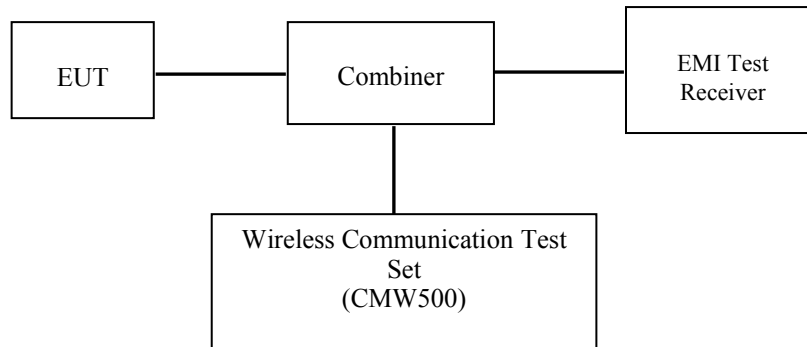 EUT
Combiner
EMI Test
Receiver
Wireless Communication Test
Set
(CMW500)